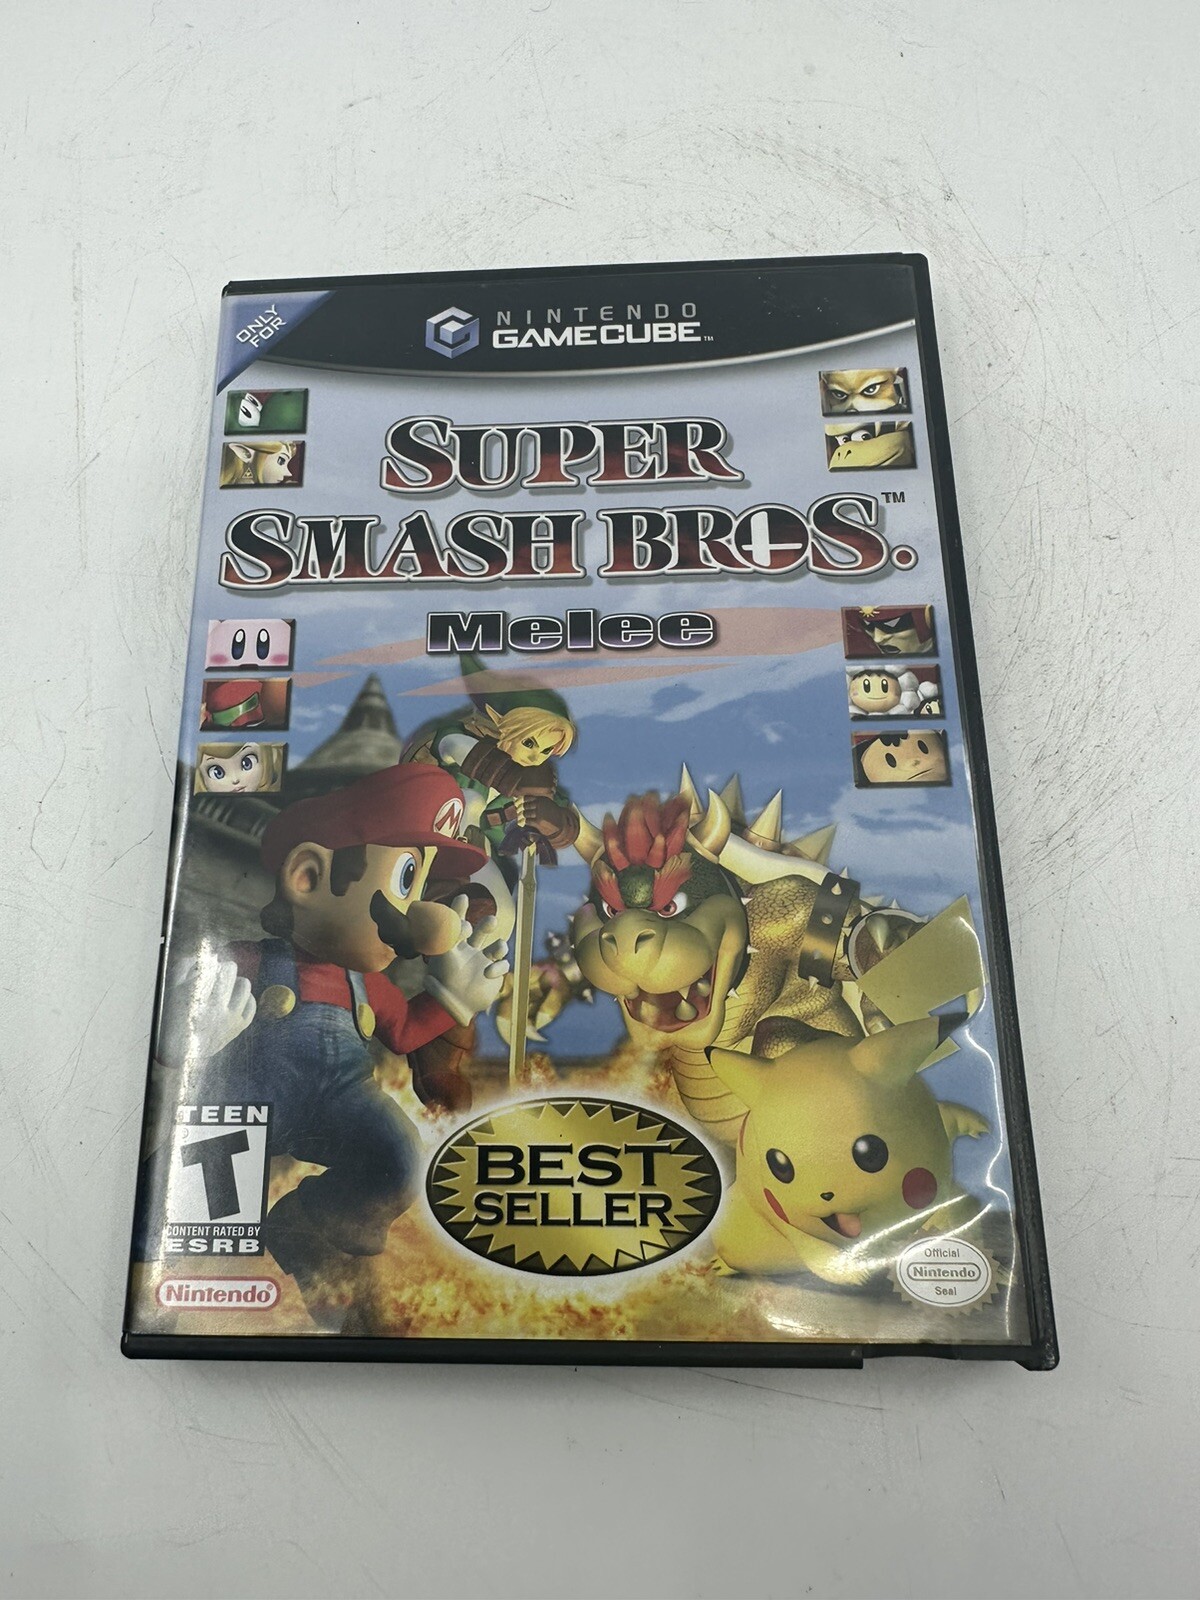 ONLY
FOR
NINTENDO
GAMECUBE™
SUPER
SMASH BROS.™
Melee
M
TEEN
T
CONTENT RATED BY
ESRB
Nintendo®
BEST
SELLER
Official
Nintendo
Seal